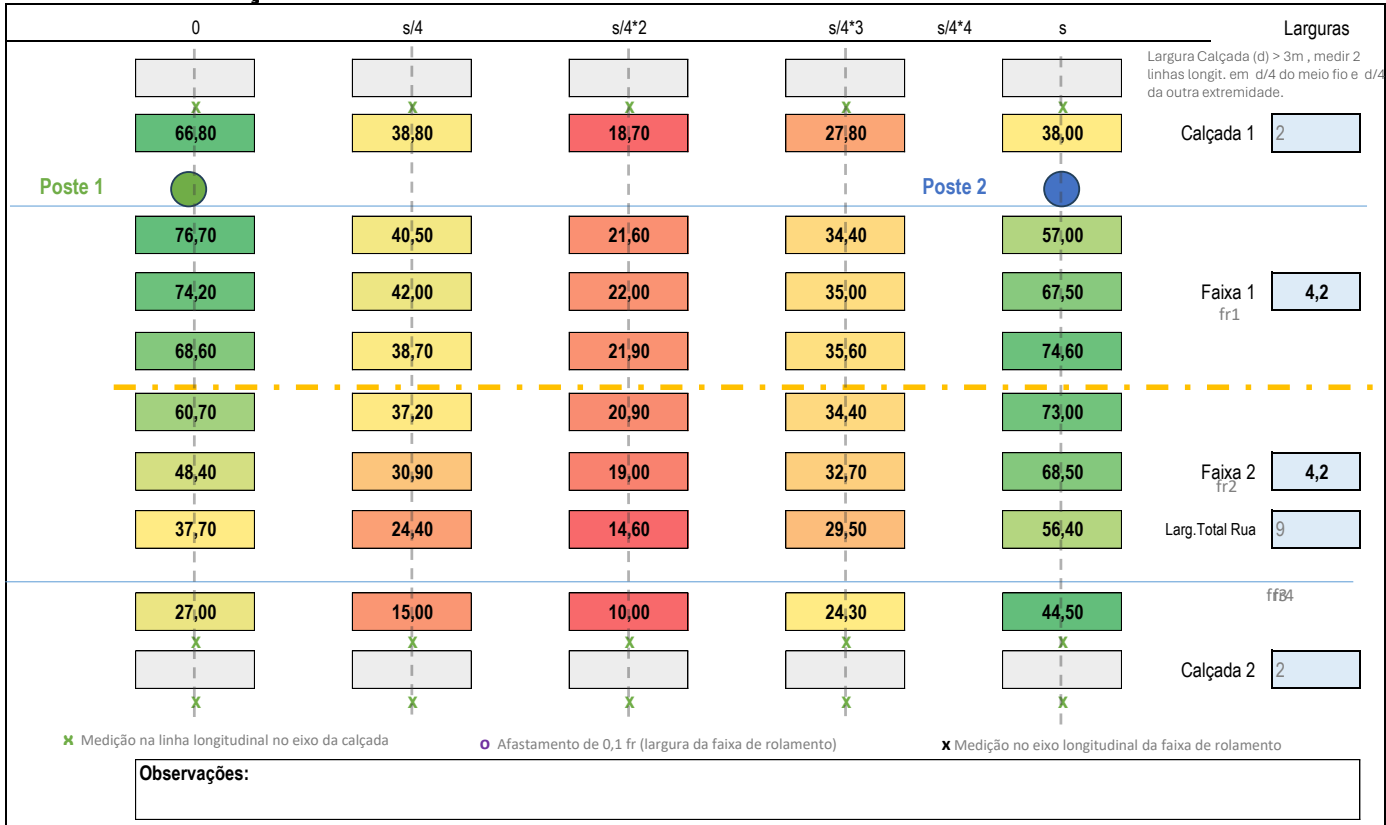 0 s/4 s/4*2 s/4*3 s/4*4 s Larguras
Largura Calçada (d) > 3m , medir 2
linhas longit. em d/4 do meio fio e d/4
da outra extremidade.
x x x x x
66,80 38,80 18,70 27,80 38,00 Calçada 1 2
Poste 1 Poste 2
76,70 40,50 21,60 34,40 57,00
74,20 42,00 22,00 35,00 67,50 Faixa 1 4,2
fr1
68,60 38,70 21,90 35,60 74,60
60,70 37,20 20,90 34,40 73,00
48,40 30,90 19,00 32,70 68,50 Faixa 2 4,2
fr2
37,70 24,40 14,60 29,50 56,40 Larg.Total Rua 9
27,00 15,00 10,00 24,30 44,50
x x x x x
Calçada 2 2
x x x x x
x Medição na linha longitudinal no eixo da calçada o Afastamento de 0,1 fr (largura da faixa de rolamento) x Medição no eixo longitudinal da faixa de rolamento
Observações: